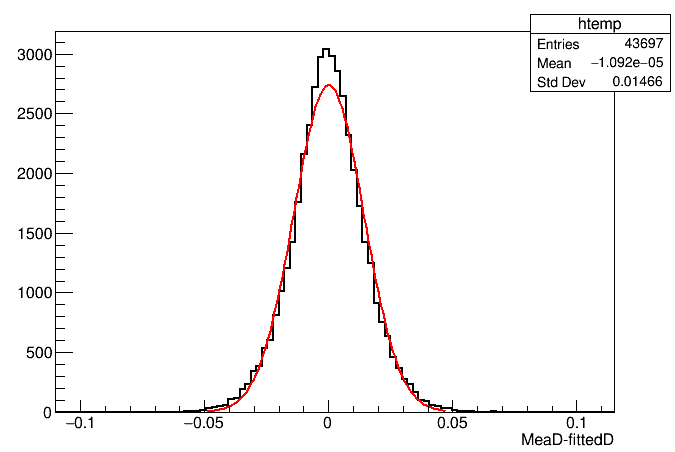 htemp
Entries 43697
Mean −1.092e−05
Std Dev 0.01466
3000
2500
2000
1500
1000
500
0
−0.1 −0.05 0 0.05 0.1
MeaD-fittedD